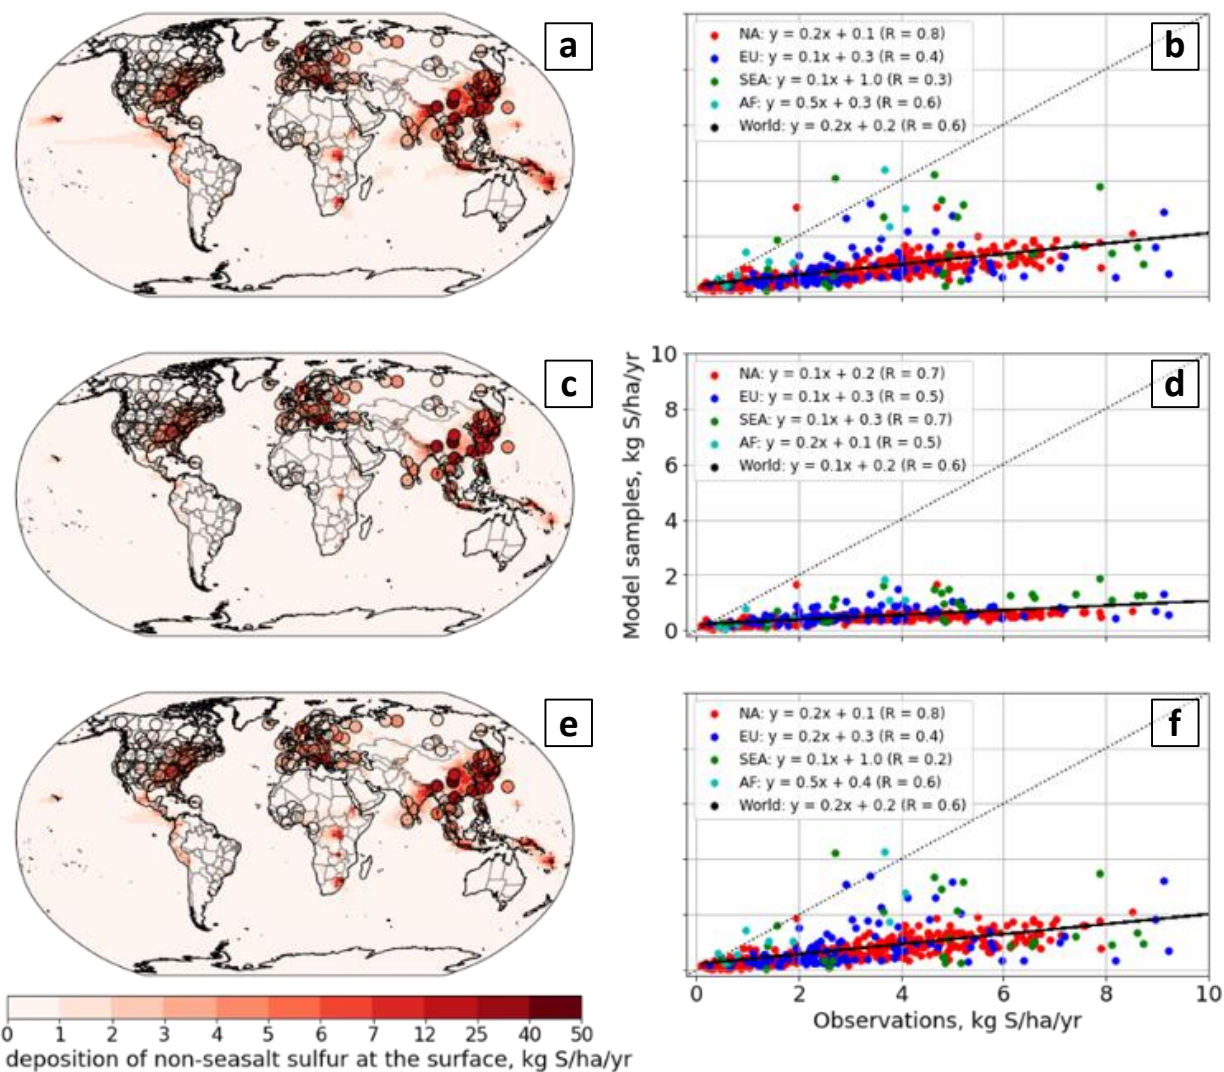 a
b
NA: y = 0.2x + 0.1 (R = 0.8)
EU: y = 0.1x + 0.3 (R = 0.4)
SEA: y = 0.1x + 1.0 (R = 0.3)
AF: y = 0.5x + 0.3 (R = 0.6)
World: y = 0.2x + 0.2 (R = 0.6)
c
d
NA: y = 0.1x + 0.2 (R = 0.7)
EU: y = 0.1x + 0.3 (R = 0.5)
SEA: y = 0.1x + 0.3 (R = 0.7)
AF: y = 0.2x + 0.1 (R = 0.5)
World: y = 0.1x + 0.2 (R = 0.6)
10
8
6
4
2
0
Model samples, kg S/ha/yr
e
f
NA: y = 0.2x + 0.1 (R = 0.8)
EU: y = 0.2x + 0.3 (R = 0.4)
SEA: y = 0.1x + 1.0 (R = 0.2)
AF: y = 0.5x + 0.4 (R = 0.6)
World: y = 0.2x + 0.2 (R = 0.6)
0 2 4 6 8 10
Observations, kg S/ha/yr
0 1 2 3 4 5 6 7 12 25 40 50
deposition of non-seasalt sulfur at the surface, kg S/ha/yr